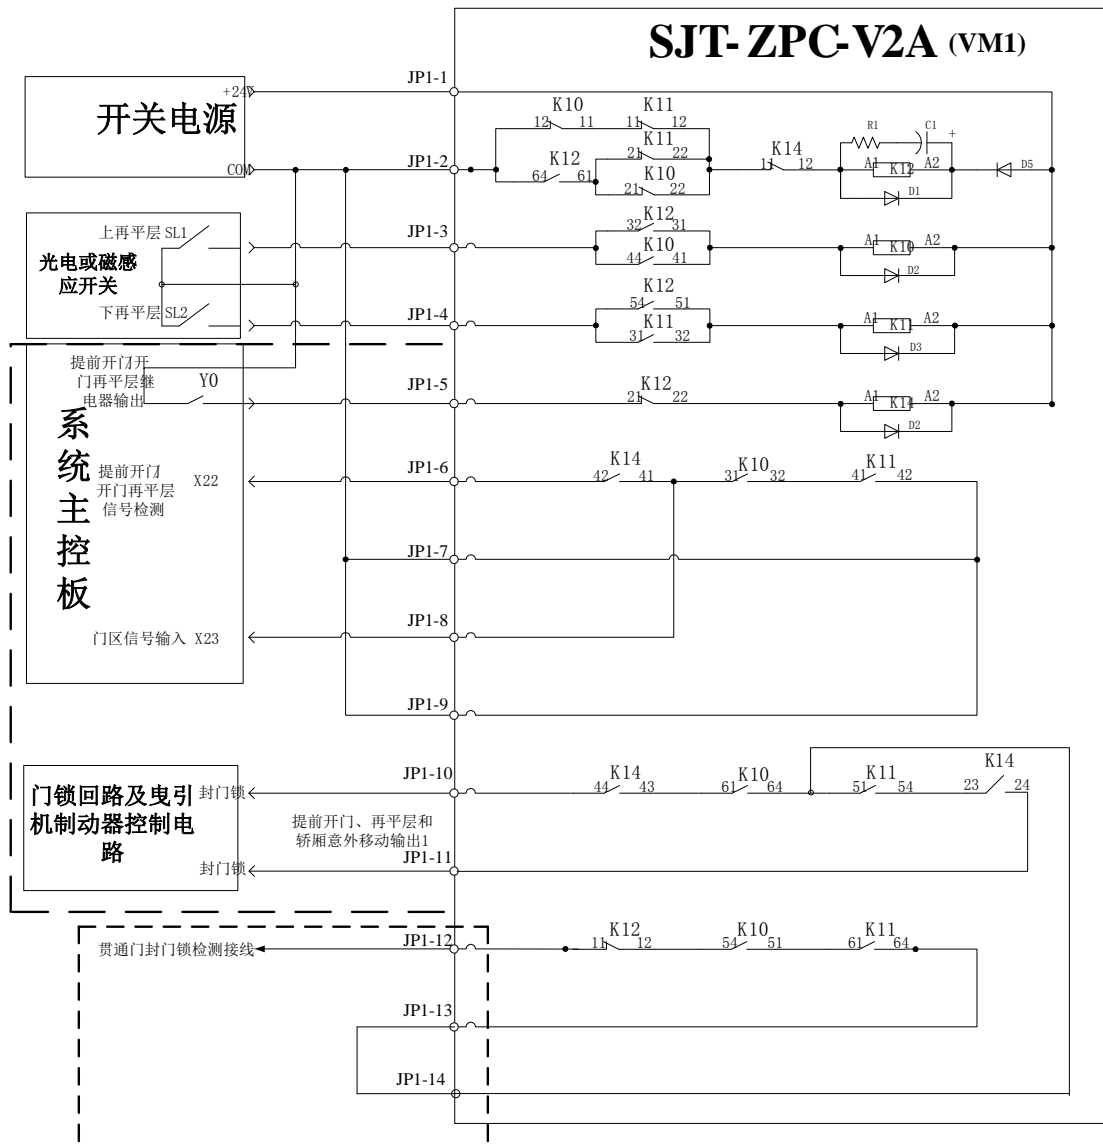 SJT-ZPC-V2A (VM1)
JP1-1
+24V
开关电源
COM
JP1-2
K10
12 11
K11
11 12
K11
21 22
K12
64 61
K10
21 22
K14
11 12
R1
C1
+
A1 K12 A2
D1
D5
上再平层 SL1
光电或磁感
应开关
下再平层 SL2
JP1-3
K12
32 31
K10
44 41
A1 K10 A2
D2
JP1-4
K12
54 51
K11
31 32
A1 K11 A2
D3
提前开门/开
门再平层继
电器输出
Y0
JP1-5
K12
21 22
A1 K14 A2
D2
系统主控板
提前开门/
开门再平层
信号检测
X22
JP1-6
K14
42 41
K10
31 32
K11
41 42
JP1-7
门区信号输入 X23
JP1-8
JP1-9
门锁回路及曳引
机制动器控制电
路
封门锁
JP1-10
K14
44 43
K10
61 64
K11
51 54
K14
23 24
提前开门、再平层和
轿厢意外移动输出1
封门锁
JP1-11
贯通门封门锁检测接线
JP1-12
K12
11 12
K10
54 51
K11
61 64
JP1-13
JP1-14